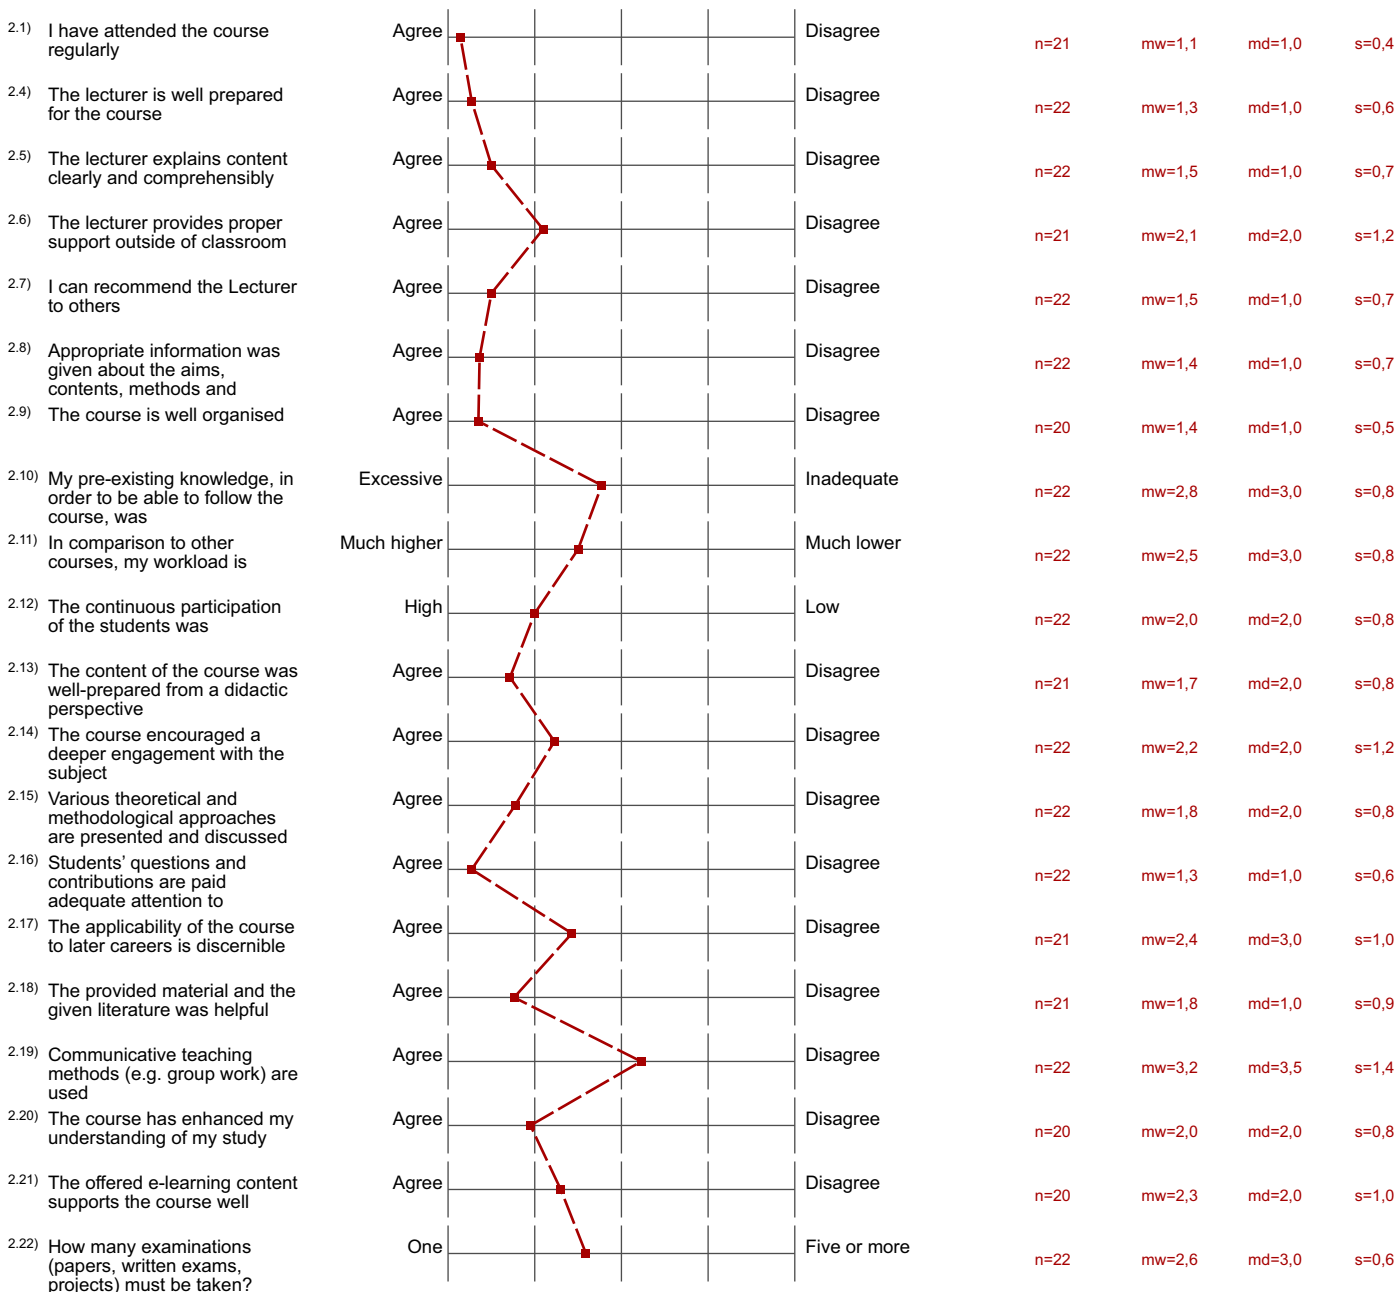 2.1) I have attended the course
regularly
Agree Disagree n=21 mw=1,1 md=1,0 s=0,4
2.4) The lecturer is well prepared
for the course
Agree Disagree n=22 mw=1,3 md=1,0 s=0,6
2.5) The lecturer explains content
clearly and comprehensibly
Agree Disagree n=22 mw=1,5 md=1,0 s=0,7
2.6) The lecturer provides proper
support outside of classroom
Agree Disagree n=21 mw=2,1 md=2,0 s=1,2
2.7) I can recommend the Lecturer
to others
Agree Disagree n=22 mw=1,5 md=1,0 s=0,7
2.8) Appropriate information was
given about the aims,
contents, methods and
Agree Disagree n=22 mw=1,4 md=1,0 s=0,7
2.9) The course is well organised
Agree Disagree n=20 mw=1,4 md=1,0 s=0,5
2.10) My pre-existing knowledge, in
order to be able to follow the
course, was
Excessive Inadequate n=22 mw=2,8 md=3,0 s=0,8
2.11) In comparison to other
courses, my workload is
Much higher Much lower n=22 mw=2,5 md=3,0 s=0,8
2.12) The continuous participation
of the students was
High Low n=22 mw=2,0 md=2,0 s=0,8
2.13) The content of the course was
well-prepared from a didactic
perspective
Agree Disagree n=21 mw=1,7 md=2,0 s=0,8
2.14) The course encouraged a
deeper engagement with the
subject
Agree Disagree n=22 mw=2,2 md=2,0 s=1,2
2.15) Various theoretical and
methodological approaches
are presented and discussed
Agree Disagree n=22 mw=1,8 md=2,0 s=0,8
2.16) Students’ questions and
contributions are paid
adequate attention to
Agree Disagree n=22 mw=1,3 md=1,0 s=0,6
2.17) The applicability of the course
to later careers is discernible
Agree Disagree n=21 mw=2,4 md=3,0 s=1,0
2.18) The provided material and the
given literature was helpful
Agree Disagree n=21 mw=1,8 md=1,0 s=0,9
2.19) Communicative teaching
methods (e.g. group work) are
used
Agree Disagree n=22 mw=3,2 md=3,5 s=1,4
2.20) The course has enhanced my
understanding of my study
Agree Disagree n=20 mw=2,0 md=2,0 s=0,8
2.21) The offered e-learning content
supports the course well
Agree Disagree n=20 mw=2,3 md=2,0 s=1,0
2.22) How many examinations
(papers, written exams,
projects) must be taken?
One Five or more n=22 mw=2,6 md=3,0 s=0,6